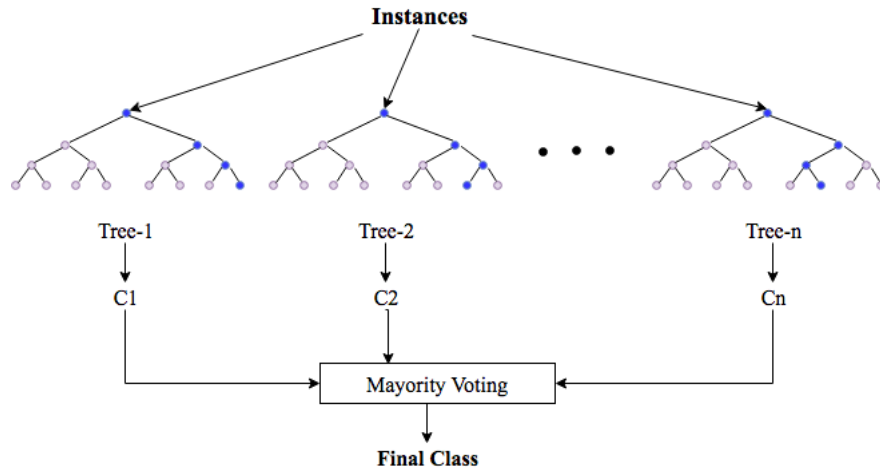 Instances
Tree-1
Tree-2
Tree-n
C1
C2
Cn
Mayority Voting
Final Class